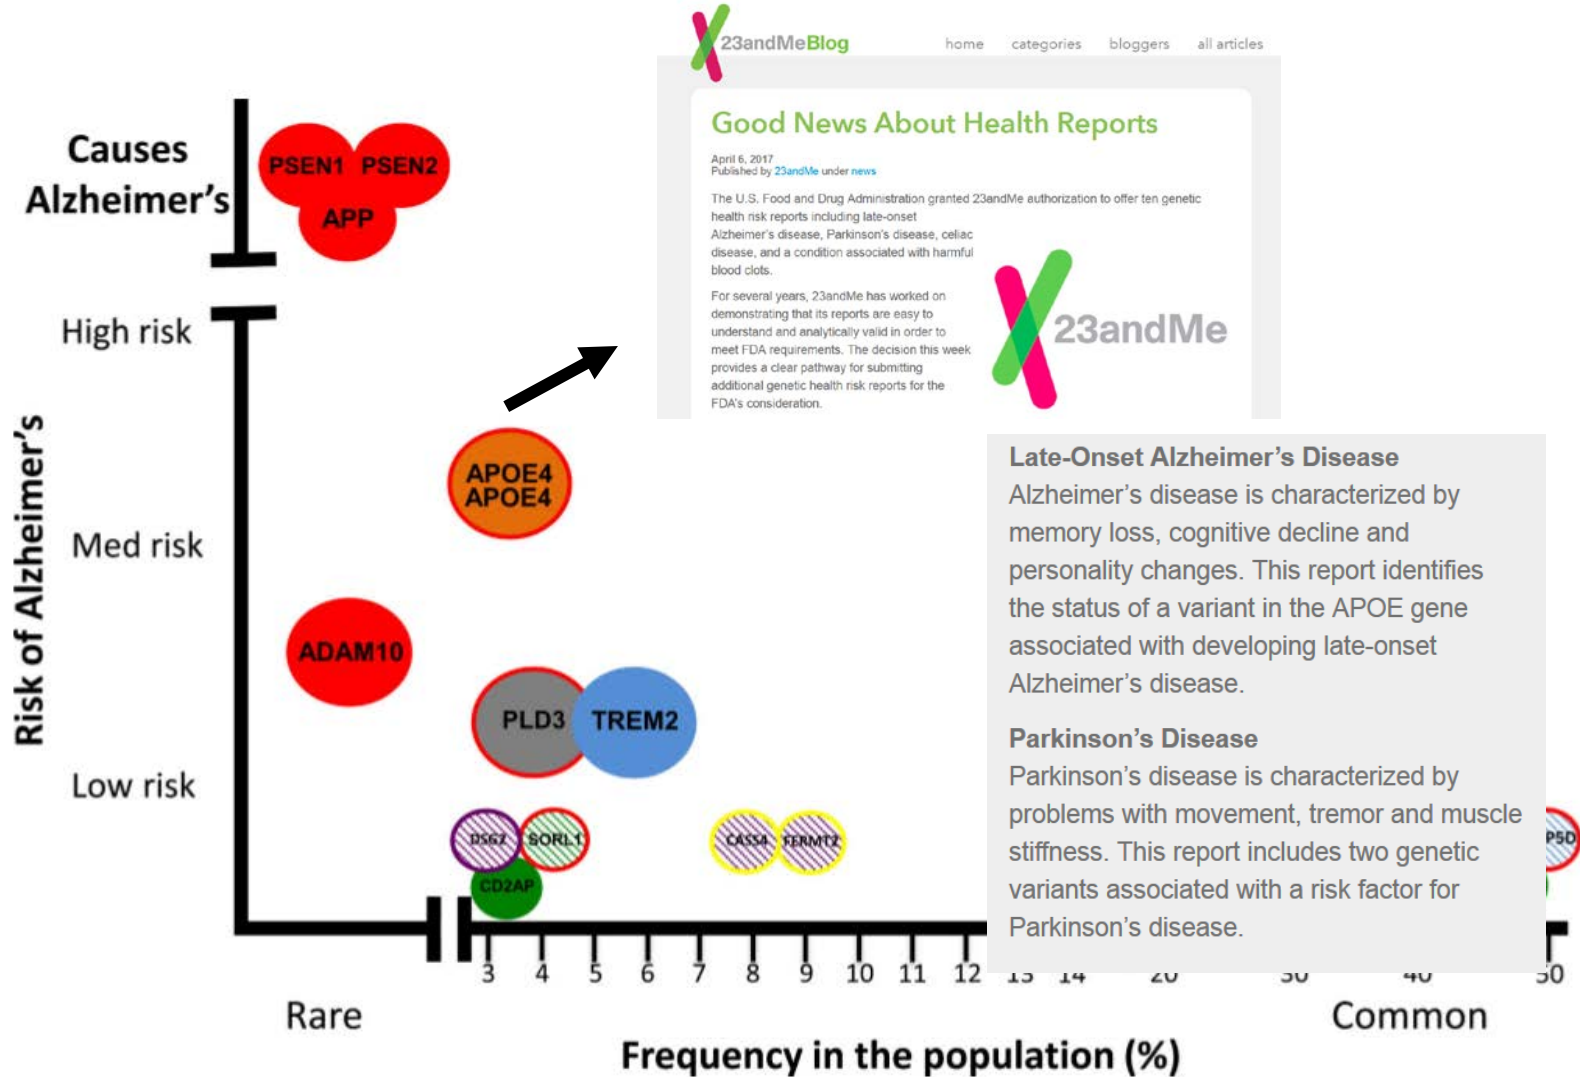 23andMeBlog
home categories bloggers all articles
Good News About Health Reports
April 6, 2017
Published by 23andMe under news
The U.S. Food and Drug Administration granted 23andMe authorization to offer ten genetic
health risk reports including late-onset
Alzheimer's disease, Parkinson's disease, celiac
disease, and a condition associated with harmful
blood clots.
For several years, 23andMe has worked on
demonstrating that its reports are easy to
understand and analytically valid in order to
meet FDA requirements. The decision this week
provides a clear pathway for submitting
additional genetic health risk reports for the
FDA's consideration.
23andMe
Causes
Alzheimer's
PSEN1 PSEN2
APP
High risk
Risk of Alzheimer's
APOE4
APOE4
Med risk
ADAM10
PLD3 TREM2
Low risk
DSG2 SORL1 CASS4 FERMT2
CD2AP
Late-Onset Alzheimer's Disease
Alzheimer's disease is characterized by
memory loss, cognitive decline and
personality changes. This report identifies
the status of a variant in the APOE gene
associated with developing late-onset
Alzheimer's disease.
Parkinson's Disease
Parkinson's disease is characterized by
problems with movement, tremor and muscle
stiffness. This report includes two genetic
variants associated with a risk factor for
Parkinson's disease.
P5D
3 4 5 6 7 8 9 10 11 12 13 14 20 30 40 50
Rare Common
Frequency in the population (%)